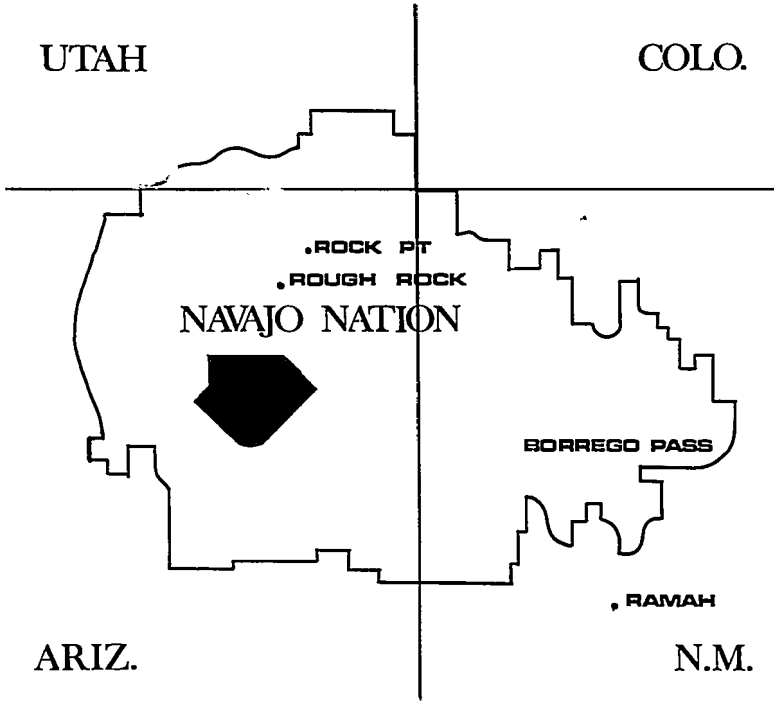 UTAH
COLO.
ROCK PT
ROUGH ROCK
NAVAJO NATION
BORREGO PASS
RAMAH
ARIZ.
N.M.